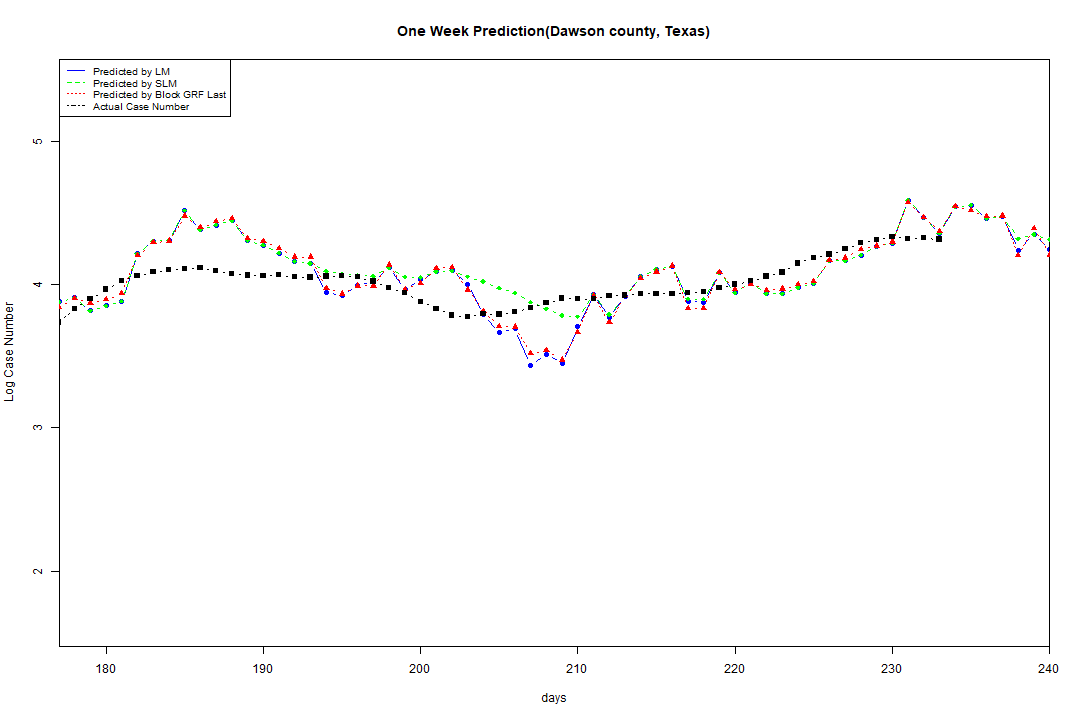 One Week Prediction(Dawson county, Texas)
Predicted by LM
Predicted by SLM
Predicted by Block GRF Last
Actual Case Number
5
4
3
2
Log Case Number
180 190 200 210 220 230 240
days